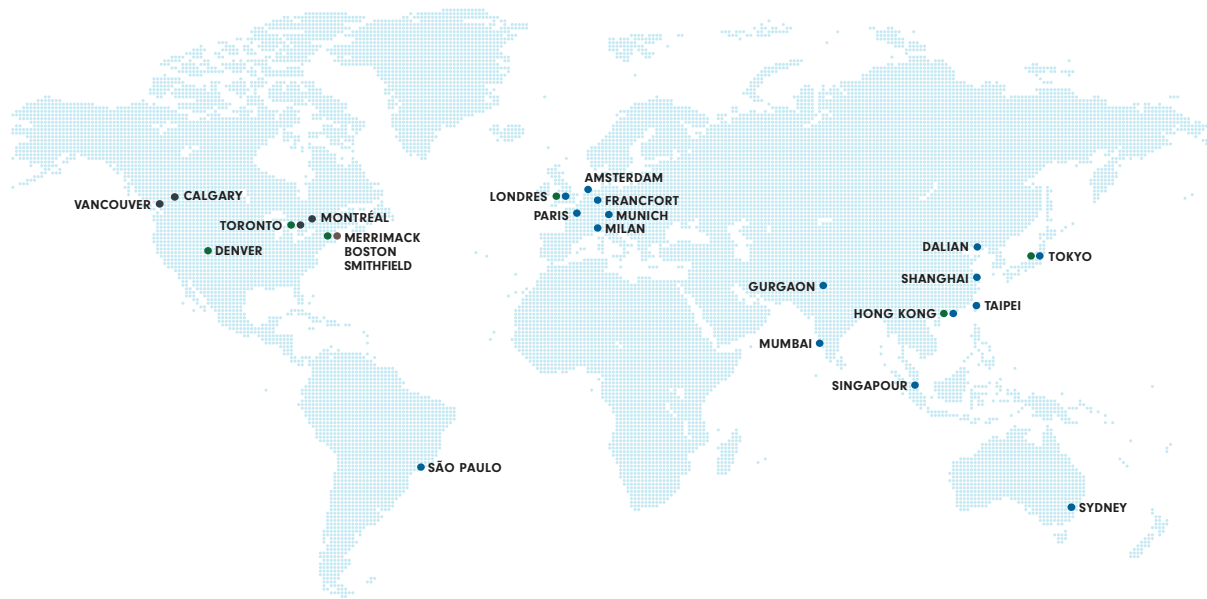 AMSTERDAM
CALGARY
LONDRES
FRANCFORT
VANCOUVER
PARIS
MUNICH
MONTRÉAL
TORONTO
MILAN
MERRIMACK
BOSTON
SMITHFIELD
DENVER
DALIAN
TOKYO
SHANGHAI
GURGAON
TAIPEI
HONG KONG
MUMBAI
SINGAPOUR
SÃO PAULO
SYDNEY